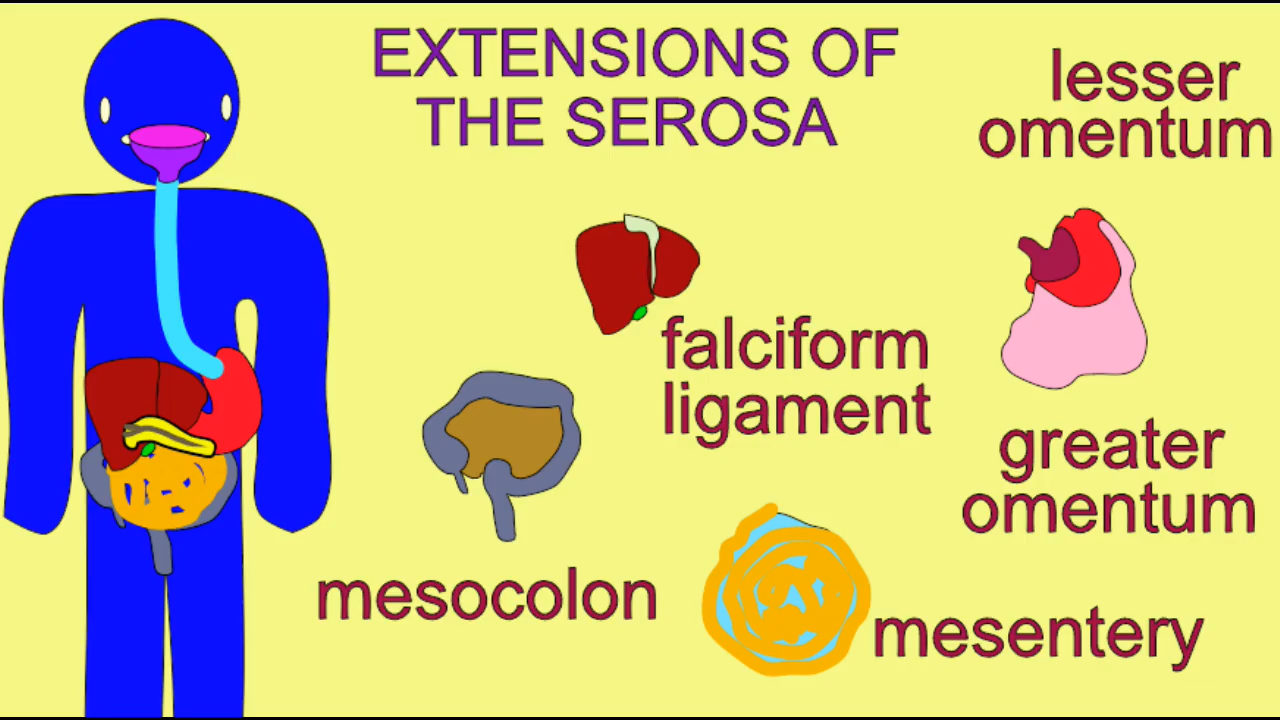 EXTENSIONS OF
THE SEROSA
lesser
omentum
falciform
ligament
greater
omentum
mesocolon
mesentery